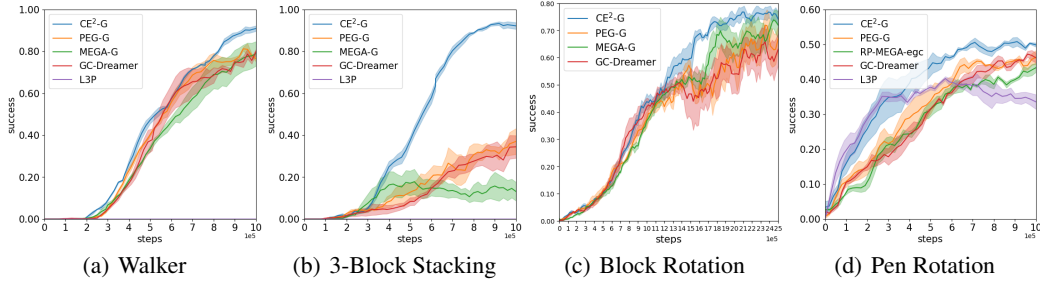 CE²-G
PEG-G
MEGA-G
GC-Dreamer
L3P
success
0.80
0.60
0.40
0.20
0.00
0 1 2 3 4 5 6 7 8 9 10
steps
1e5
(a) Walker
CE²-G
PEG-G
MEGA-G
GC-Dreamer
L3P
success
1.00
0.80
0.60
0.40
0.20
0.00
0 1 2 3 4 5 6 7 8 9 10
steps
1e5
(b) 3-Block Stacking
CE²-G
PEG-G
MEGA-G
GC-Dreamer
success
0.80
0.70
0.60
0.50
0.40
0.30
0.20
0.10
0.00
0 1 2 3 4 5 6 7 8 9 10 11 12 13 14 15 16 17 18 19 20 21 22 23 24 25
steps
1e5
(c) Block Rotation
CE²-G
PEG-G
RP-MEGA-egc
GC-Dreamer
L3P
success
0.60
0.50
0.40
0.30
0.20
0.10
0.00
0 1 2 3 4 5 6 7 8 9 10
steps
1e5
(d) Pen Rotation